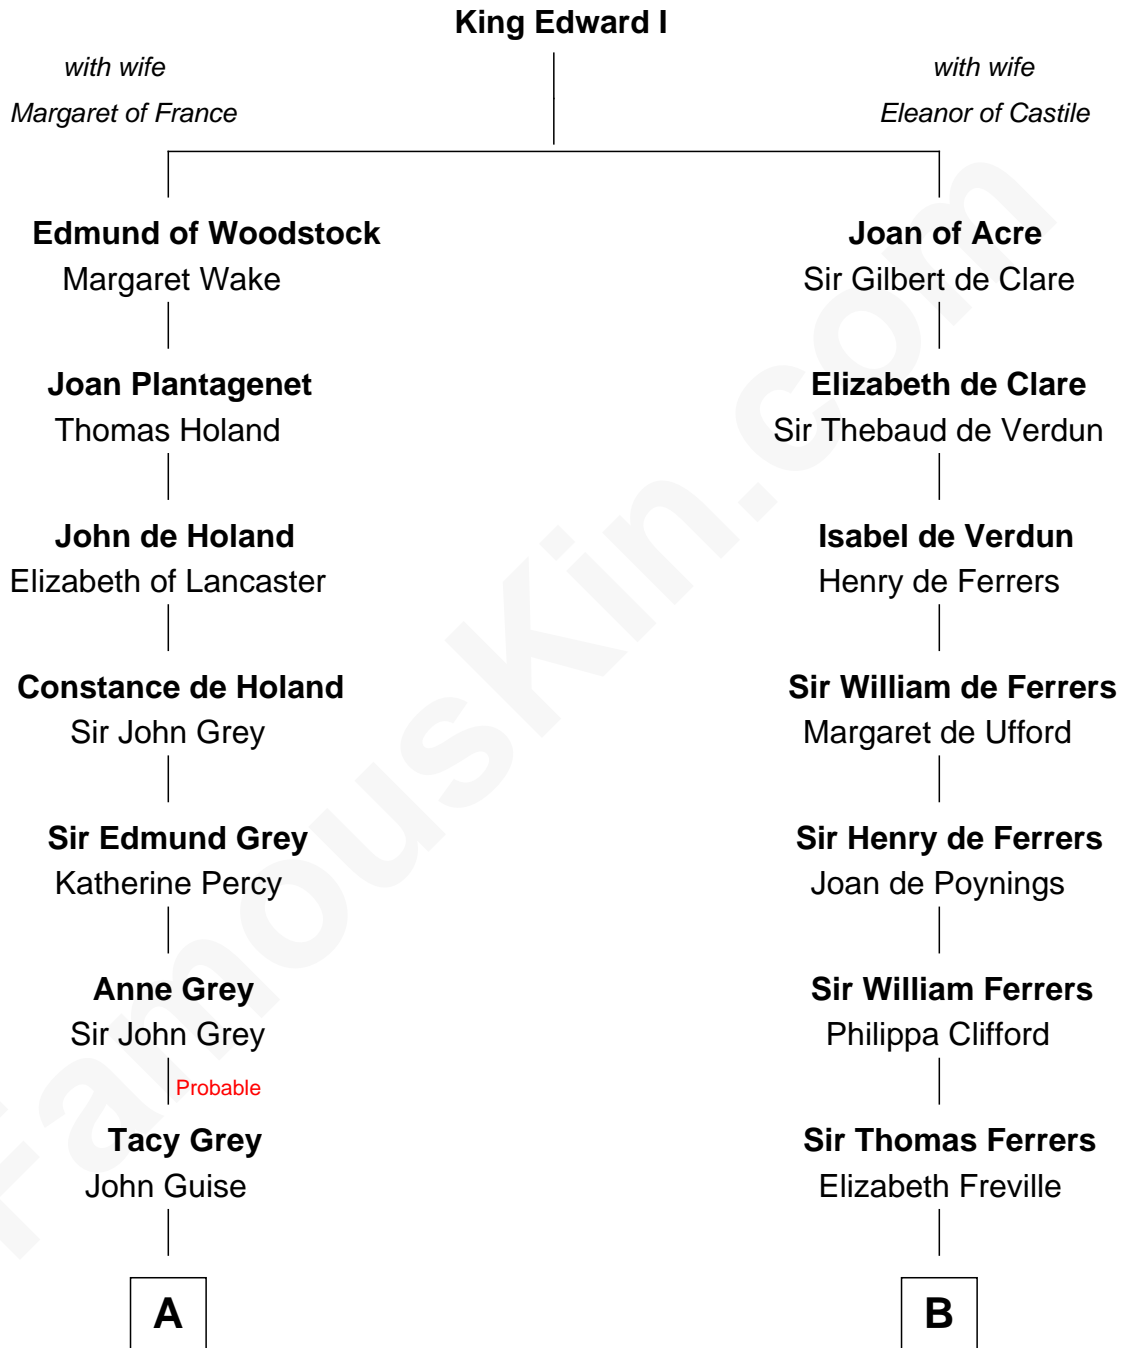 King Edward I
with wife
Margaret of France
with wife
Eleanor of Castile
Edmund of Woodstock
Margaret Wake
Joan of Acre
Sir Gilbert de Clare
Joan Plantagenet
Thomas Holand
Elizabeth de Clare
Sir Thebaud de Verdun
John de Holand
Elizabeth of Lancaster
Isabel de Verdun
Henry de Ferrers
Constance de Holand
Sir John Grey
Sir William de Ferrers
Margaret de Ufford
Sir Edmund Grey
Katherine Percy
Sir Henry de Ferrers
Joan de Poynings
Anne Grey
Sir John Grey
Sir William Ferrers
Philippa Clifford
Probable
Tacy Grey
John Guise
Sir Thomas Ferrers
Elizabeth Freville
A
B
FamousKin.com